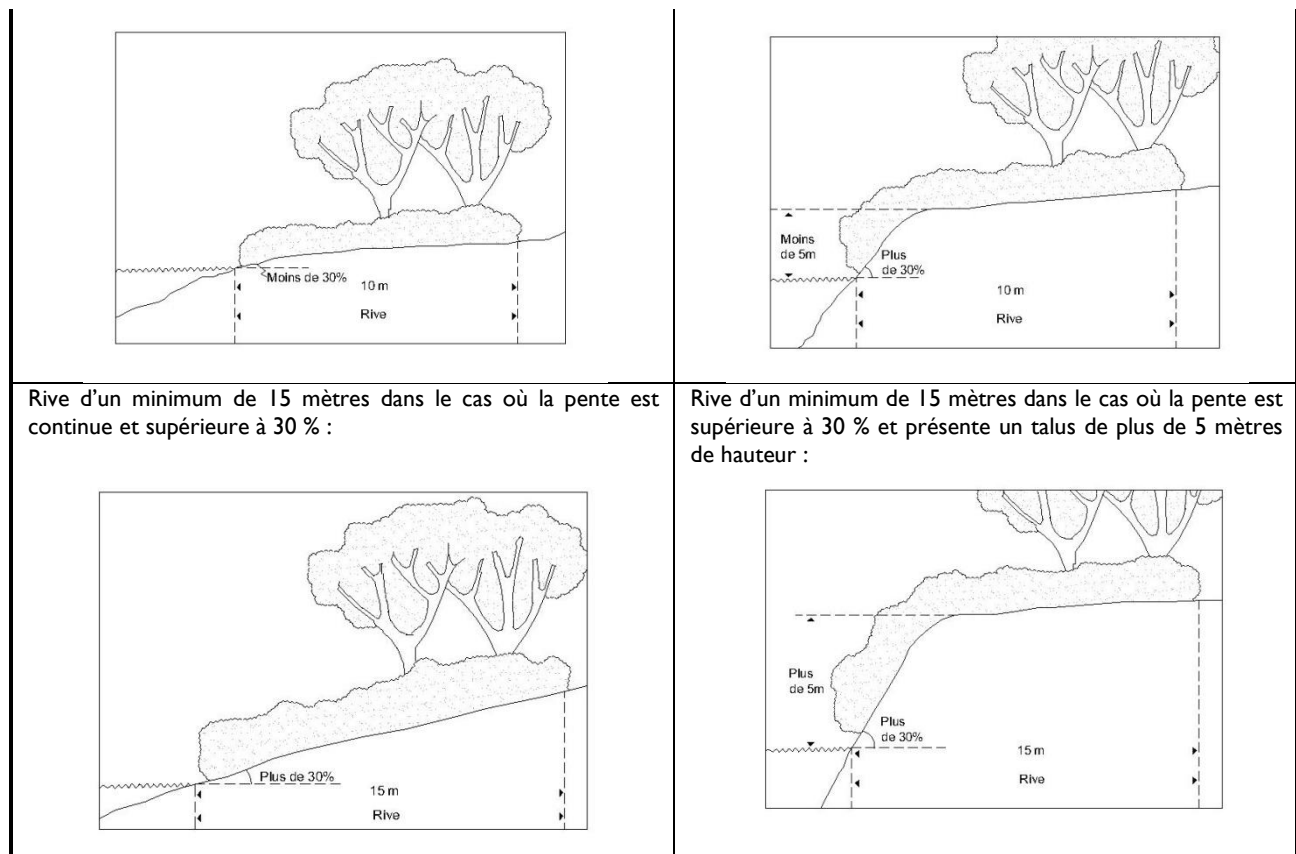 Moins de 30%
10 m
Rive
Moins
de 5m
Plus
de 30%
10 m
Rive
Rive d’un minimum de 15 mètres dans le cas où la pente est
continue et supérieure à 30 % :
Plus de 30%
15 m
Rive
Rive d’un minimum de 15 mètres dans le cas où la pente est
supérieure à 30 % et présente un talus de plus de 5 mètres
de hauteur :
Plus
de 5m
Plus
de 30%
15 m
Rive